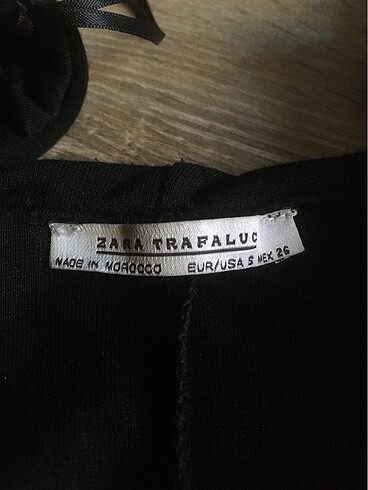 ZARA TRAFALUC
MADE IN MOROCCO EUR/USA S MEX 26